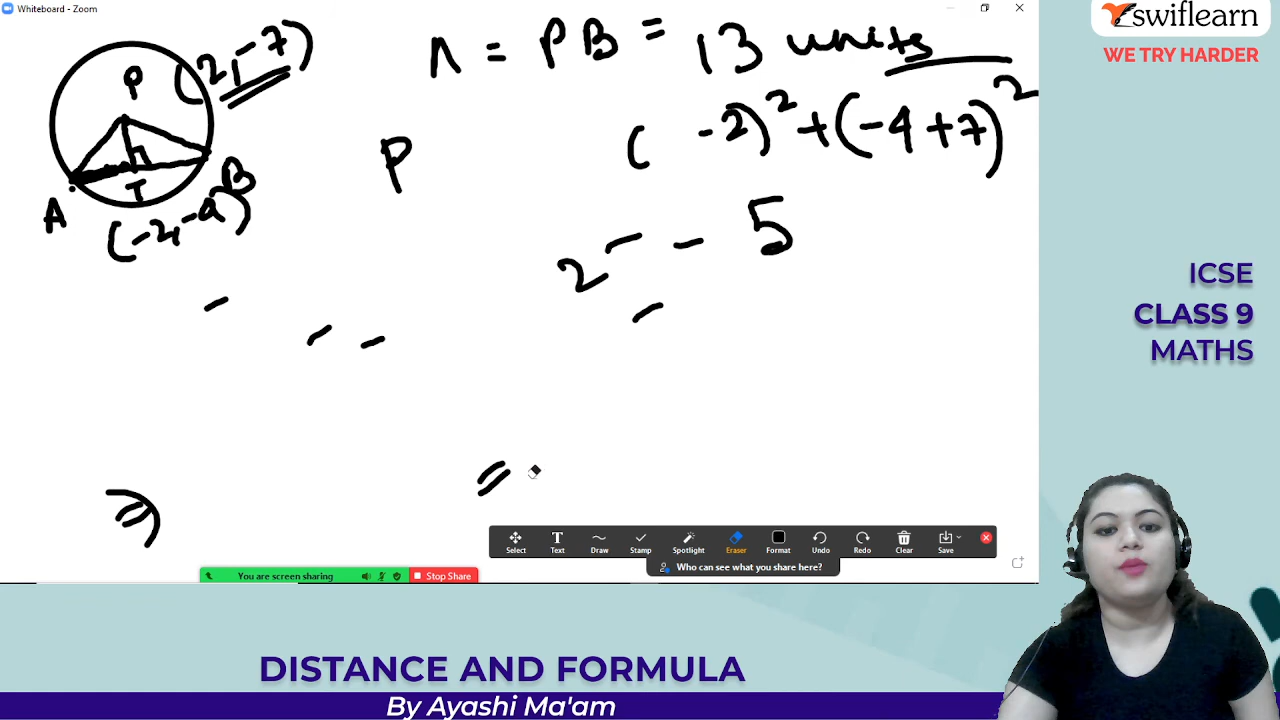 Whiteboard - Zoom
swiflearn
WE TRY HARDER
r = PB = 13 units
P (2, -7)
P ( -2)² + (-4 + 7)²
A T B
(-2, -4)
2 - - 5
ICSE
CLASS 9
MATHS
Select Text Draw Stamp Spotlight Eraser Format Undo Redo Clear Save
Who can see what you share here?
You are screen sharing Stop Share
DISTANCE AND FORMULA
By Ayashi Ma'am